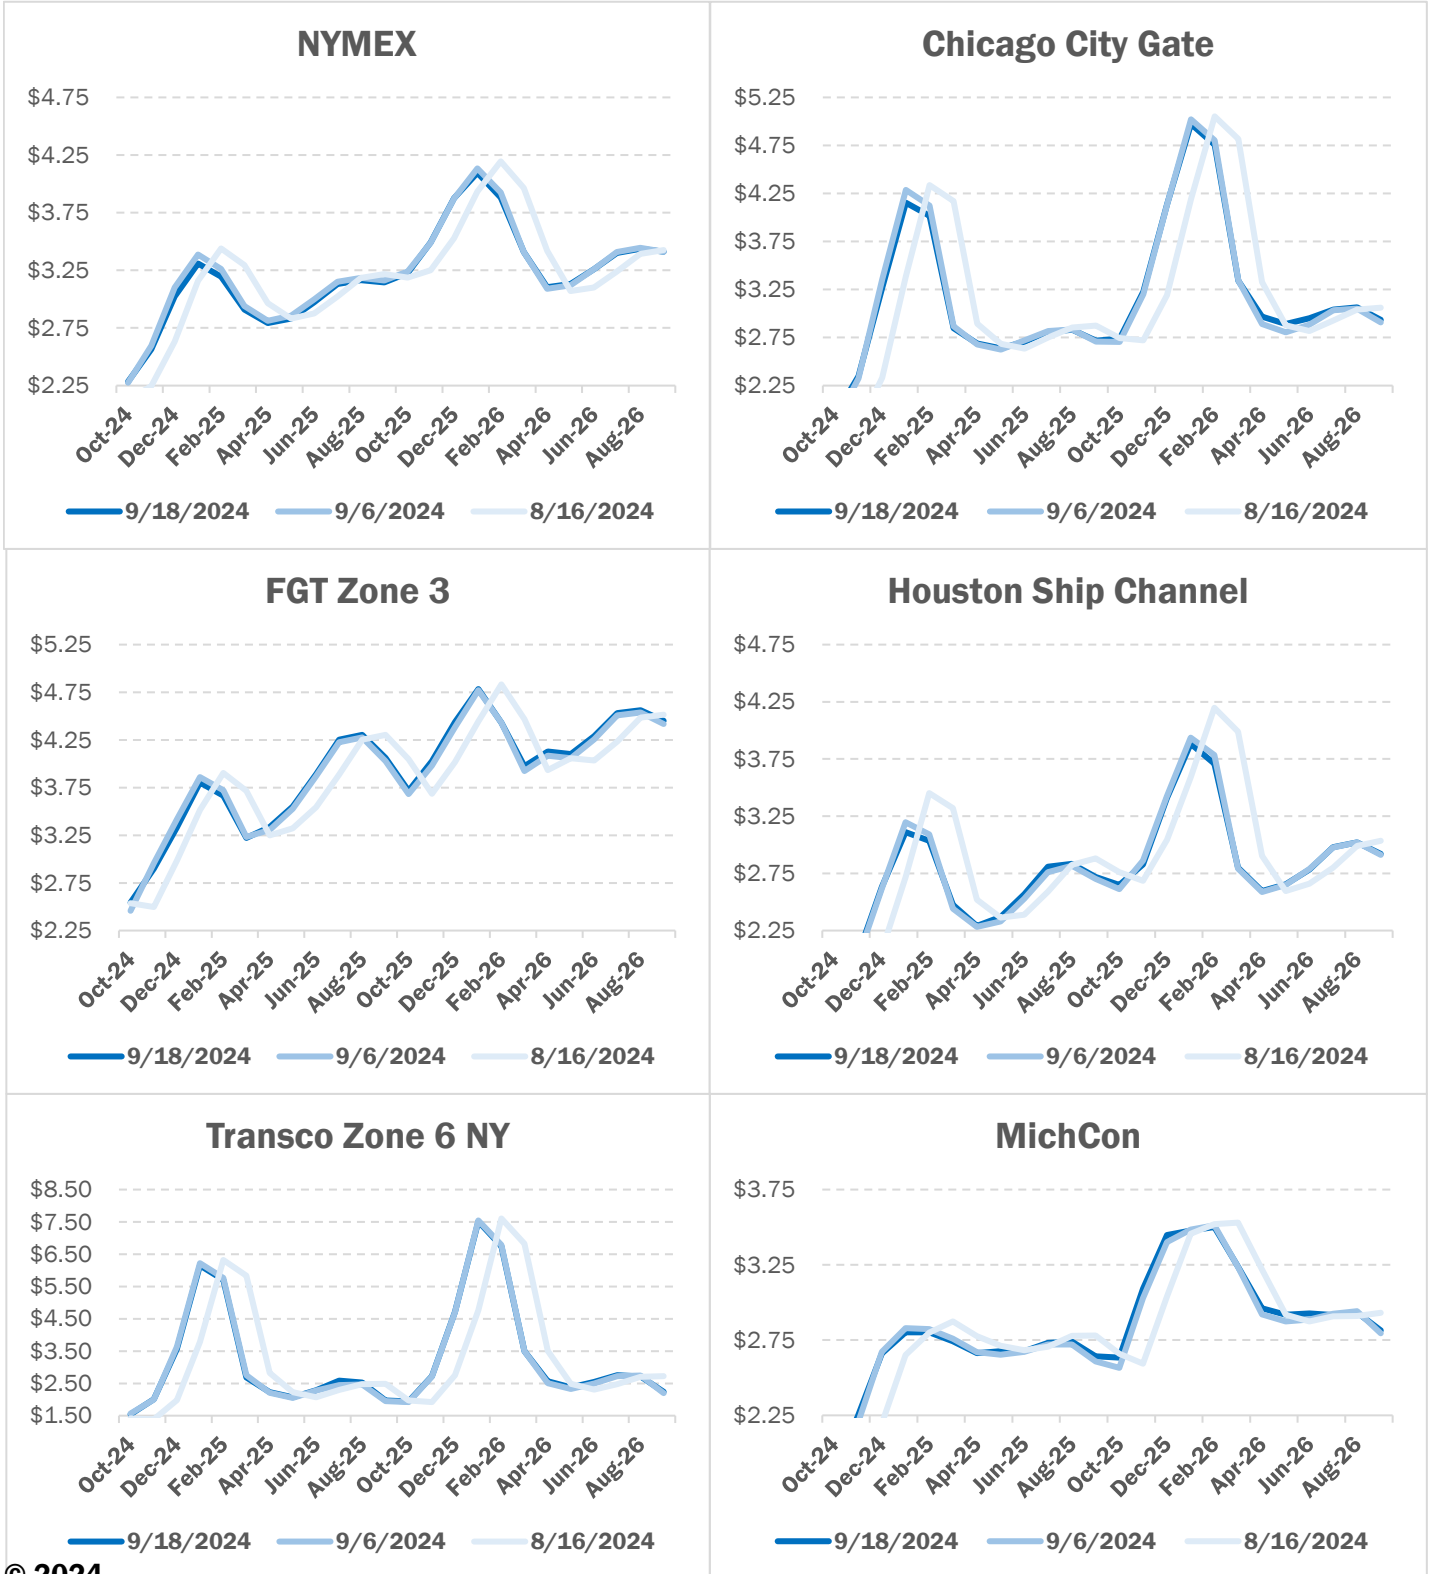 NYMEX
$4.75
$4.25
$3.75
$3.25
$2.75
$2.25
Oct-24 Dec-24 Feb-25 Apr-25 Jun-25 Aug-25 Oct-25 Dec-25 Feb-26 Apr-26 Jun-26 Aug-26
9/18/2024 9/6/2024 8/16/2024
Chicago City Gate
$5.25
$4.75
$4.25
$3.75
$3.25
$2.75
$2.25
Oct-24 Dec-24 Feb-25 Apr-25 Jun-25 Aug-25 Oct-25 Dec-25 Feb-26 Apr-26 Jun-26 Aug-26
9/18/2024 9/6/2024 8/16/2024
FGT Zone 3
$5.25
$4.75
$4.25
$3.75
$3.25
$2.75
$2.25
Oct-24 Dec-24 Feb-25 Apr-25 Jun-25 Aug-25 Oct-25 Dec-25 Feb-26 Apr-26 Jun-26 Aug-26
9/18/2024 9/6/2024 8/16/2024
Houston Ship Channel
$4.75
$4.25
$3.75
$3.25
$2.75
$2.25
Oct-24 Dec-24 Feb-25 Apr-25 Jun-25 Aug-25 Oct-25 Dec-25 Feb-26 Apr-26 Jun-26 Aug-26
9/18/2024 9/6/2024 8/16/2024
Transco Zone 6 NY
$8.50
$7.50
$6.50
$5.50
$4.50
$3.50
$2.50
$1.50
Oct-24 Dec-24 Feb-25 Apr-25 Jun-25 Aug-25 Oct-25 Dec-25 Feb-26 Apr-26 Jun-26 Aug-26
9/18/2024 9/6/2024 8/16/2024
MichCon
$3.75
$3.25
$2.75
$2.25
Oct-24 Dec-24 Feb-25 Apr-25 Jun-25 Aug-25 Oct-25 Dec-25 Feb-26 Apr-26 Jun-26 Aug-26
9/18/2024 9/6/2024 8/16/2024
© 2024